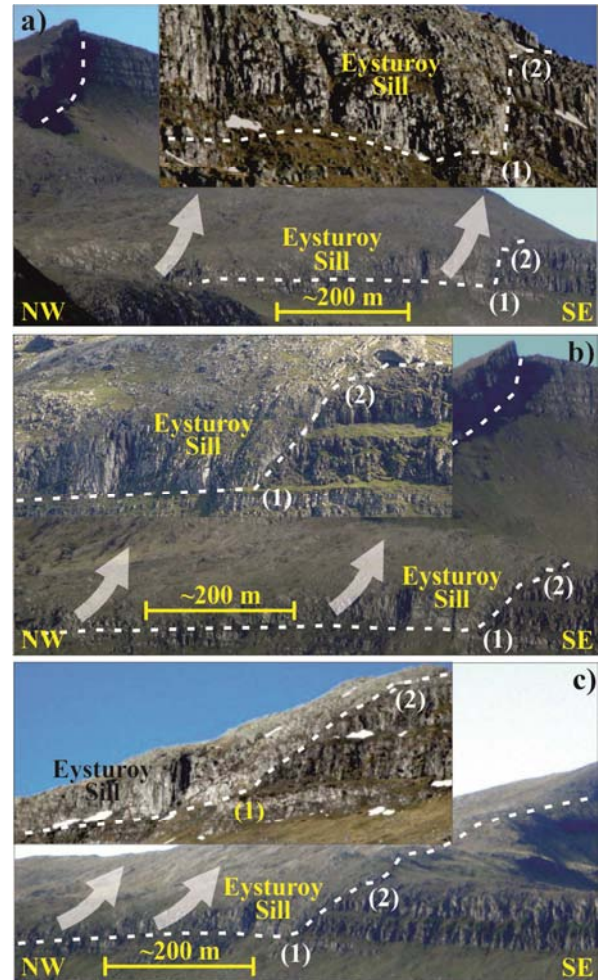 a)
Eysturoy
Sill
(2)
(1)
Eysturoy
Sill
(2)
(1)
~200 m
NW
SE
b)
(2)
Eysturoy
Sill
(1)
Eysturoy
Sill
(2)
~200 m
(1)
NW
SE
c)
(2)
Eysturoy
Sill
(1)
Eysturoy
Sill
(2)
(1)
~200 m
NW
SE